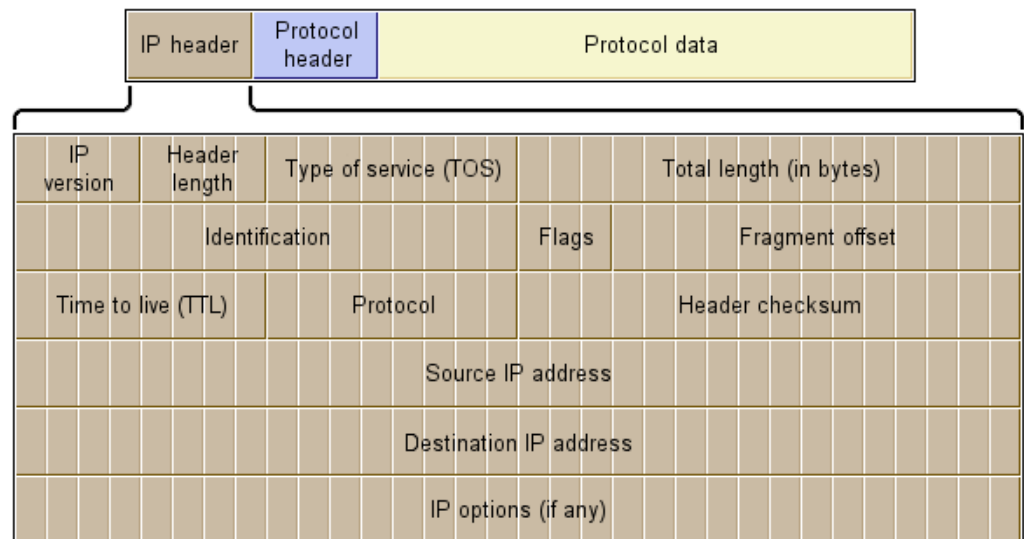 IP header
Protocol
header
Protocol data
IP
version
Header
length
Type of service (TOS)
Total length (in bytes)
Identification
Flags
Fragment offset
Time to live (TTL)
Protocol
Header checksum
Source IP address
Destination IP address
IP options (if any)